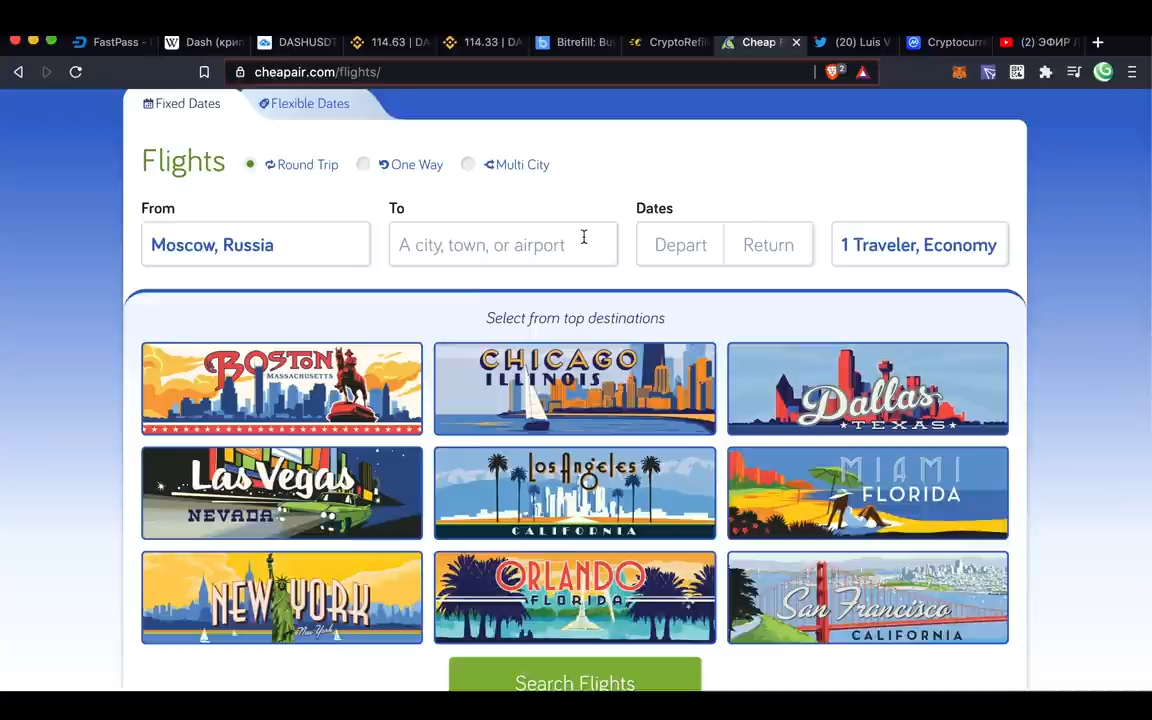 FastPass -
Dash (крип
DASHUSDT
114.63 | DA
114.33 | DA
Bitrefill: Bu
CryptoRefil
Cheap F
(20) Luis V
Cryptocurre
(2) ЭФИР Л
cheapair.com/flights/
2
Fixed Dates
Flexible Dates
Flights
Round Trip
One Way
Multi City
From
To
Dates
Moscow, Russia
A city, town, or airport
Depart
Return
1 Traveler, Economy
Select from top destinations
BOSTON
MASSACHUSETTS
CHICAGO
ILLINOIS
Dallas
TEXAS
Las Vegas
NEVADA
Los Angeles
CALIFORNIA
MIAMI
FLORIDA
NEW YORK
New York
ORLANDO
FLORIDA
San Francisco
CALIFORNIA
Search Flights